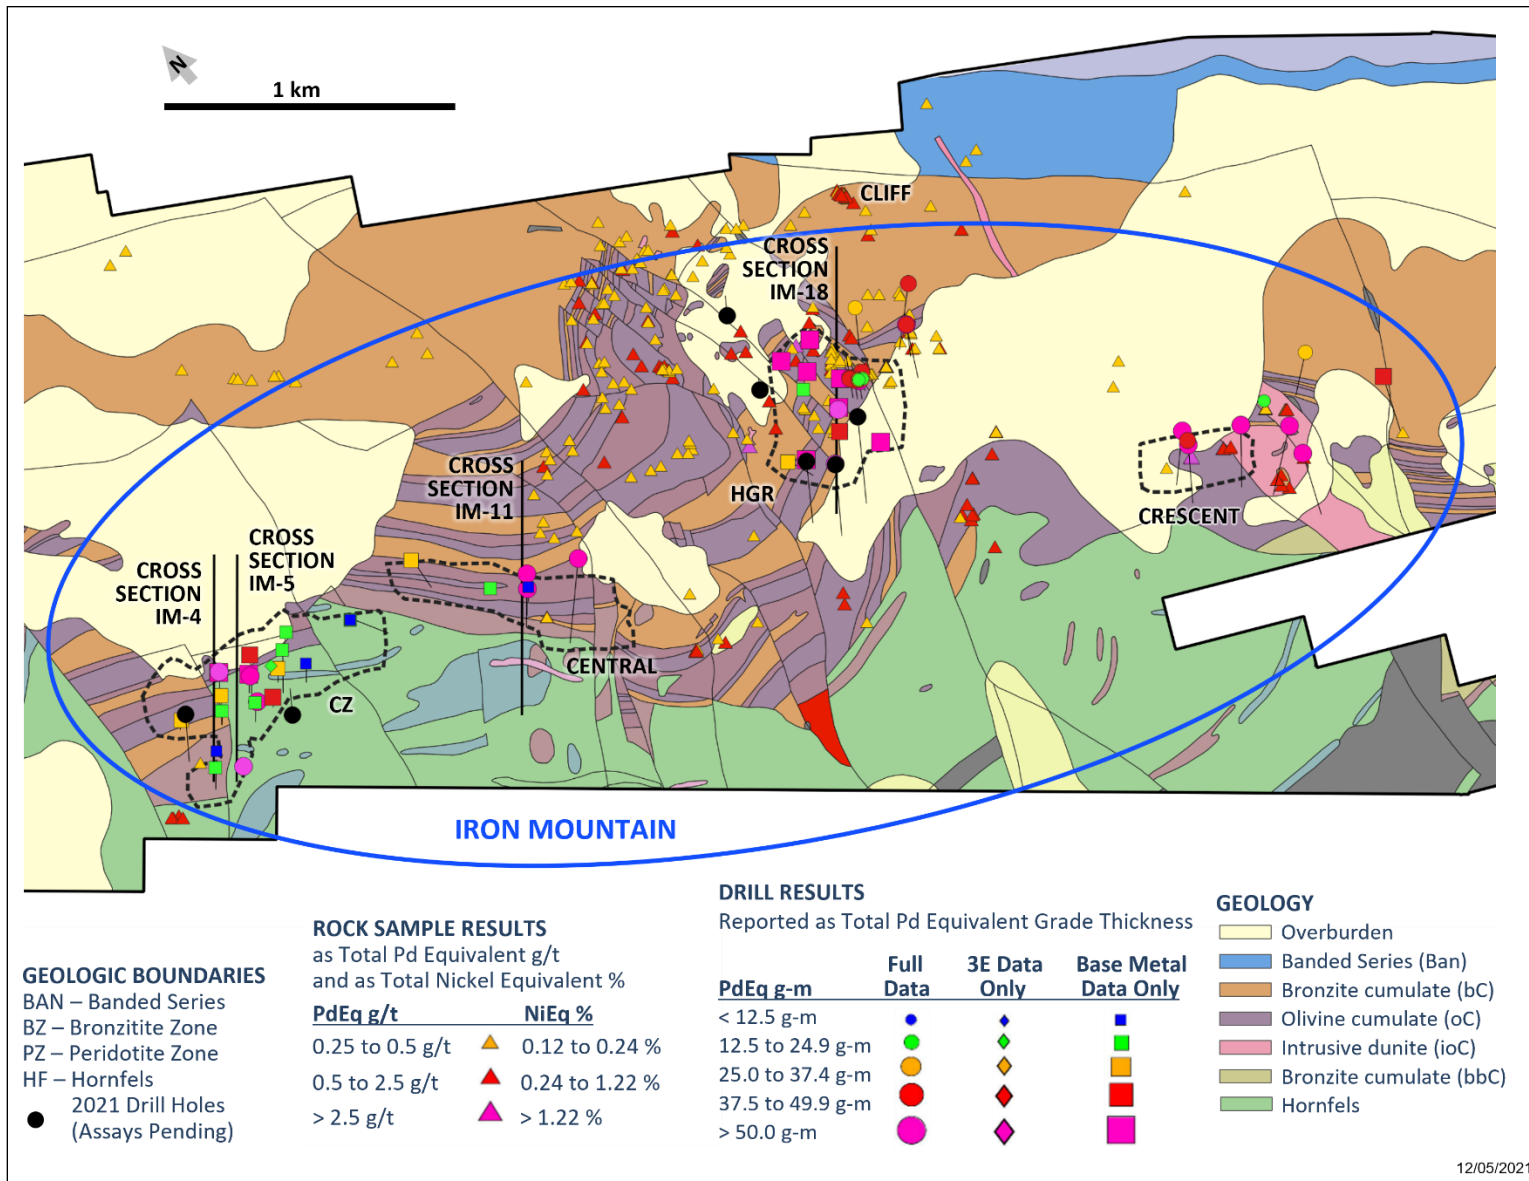 N
1 km
CLIFF
CROSS
SECTION
IM-18
CROSS
SECTION
IM-11
HGR
CRESCENT
CROSS
SECTION
IM-5
CROSS
SECTION
IM-4
CENTRAL
CZ
IRON MOUNTAIN
GEOLOGIC BOUNDARIES
BAN – Banded Series
BZ – Bronzitite Zone
PZ – Peridotite Zone
HF – Hornfels
2021 Drill Holes
(Assays Pending)
ROCK SAMPLE RESULTS
as Total Pd Equivalent g/t
and as Total Nickel Equivalent %
PdEq g/t NiEq %
0.25 to 0.5 g/t 0.12 to 0.24 %
0.5 to 2.5 g/t 0.24 to 1.22 %
> 2.5 g/t > 1.22 %
DRILL RESULTS
Reported as Total Pd Equivalent Grade Thickness
Full 3E Data Base Metal
PdEq g-m Data Only Data Only
< 12.5 g-m
12.5 to 24.9 g-m
25.0 to 37.4 g-m
37.5 to 49.9 g-m
> 50.0 g-m
GEOLOGY
Overburden
Banded Series (Ban)
Bronzite cumulate (bC)
Olivine cumulate (oC)
Intrusive dunite (ioC)
Bronzite cumulate (bbC)
Hornfels
12/05/2021